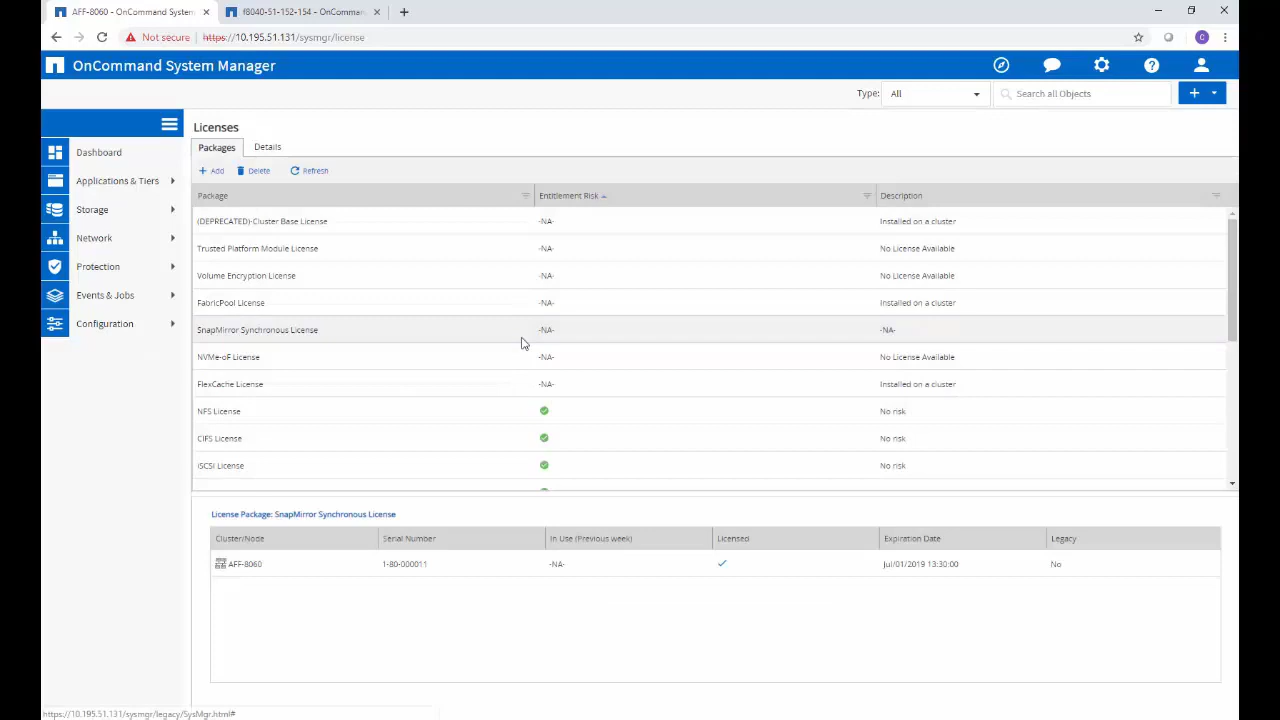 AFF-8060 - OnCommand System
f8040-51-152-154 - OnComman
Not secure https://10.195.51.131/sysmgr/license
C
OnCommand System Manager
Type: All Search all Objects
Licenses
Packages Details
Dashboard
Applications & Tiers
Storage
Network
Protection
Events & Jobs
Configuration
Add Delete Refresh
Package Entitlement Risk Description
(DEPRECATED)-Cluster Base License -NA- Installed on a cluster
Trusted Platform Module License -NA- No License Available
Volume Encryption License -NA- No License Available
FabricPool License -NA- Installed on a cluster
SnapMirror Synchronous License -NA- -NA-
NVMe-oF License -NA- No License Available
FlexCache License -NA- Installed on a cluster
NFS License No risk
CIFS License No risk
iSCSI License No risk
License Package: SnapMirror Synchronous License
Cluster/Node Serial Number In Use (Previous week) Licensed Expiration Date Legacy
AFF-8060 1-80-000011 -NA- Jul/01/2019 13:30:00 No
https://10.195.51.131/sysmgr/legacy/SysMgr.html#